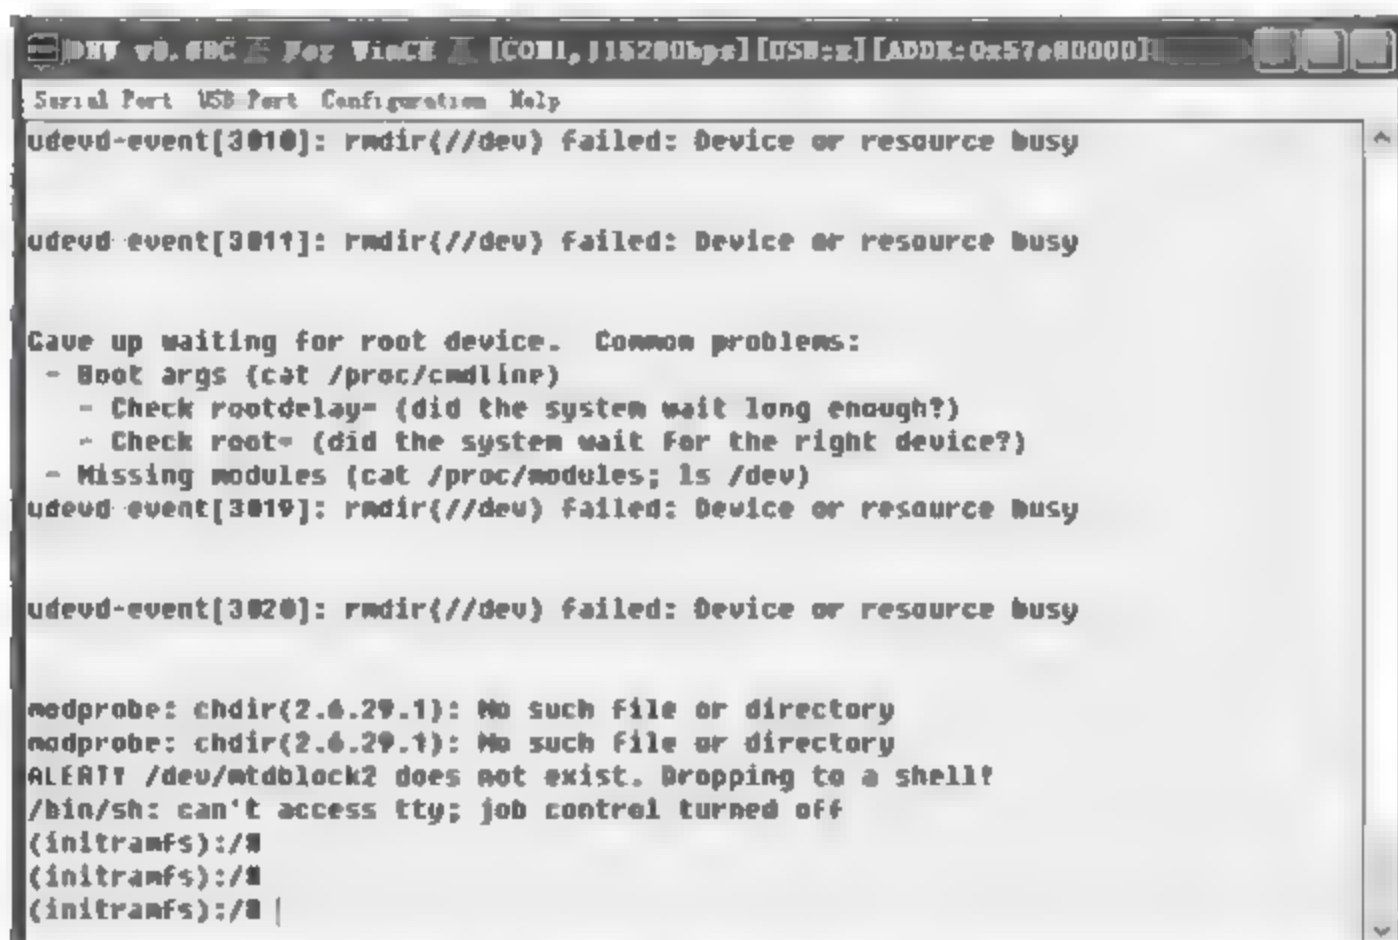 DNW v0.60C For WinCE [COM1,115200bps][USB:x][ADDR:0x57e00000]
Serial Port USB Port Configuration Help
udevd-event[3010]: rmdir(//dev) failed: Device or resource busy
udevd-event[3011]: rmdir(//dev) failed: Device or resource busy
Gave up waiting for root device.  Common problems:
- Boot args (cat /proc/cmdline)
- Check rootdelay= (did the system wait long enough?)
- Check root= (did the system wait for the right device?)
- Missing modules (cat /proc/modules; ls /dev)
udevd-event[3019]: rmdir(//dev) failed: Device or resource busy
udevd-event[3020]: rmdir(//dev) failed: Device or resource busy
modprobe: chdir(2.6.29.1): No such file or directory
modprobe: chdir(2.6.29.1): No such file or directory
ALERT! /dev/mtdblock2 does not exist. Dropping to a shell!
/bin/sh: can't access tty; job control turned off
(initramfs):/#
(initramfs):/#
(initramfs):/#